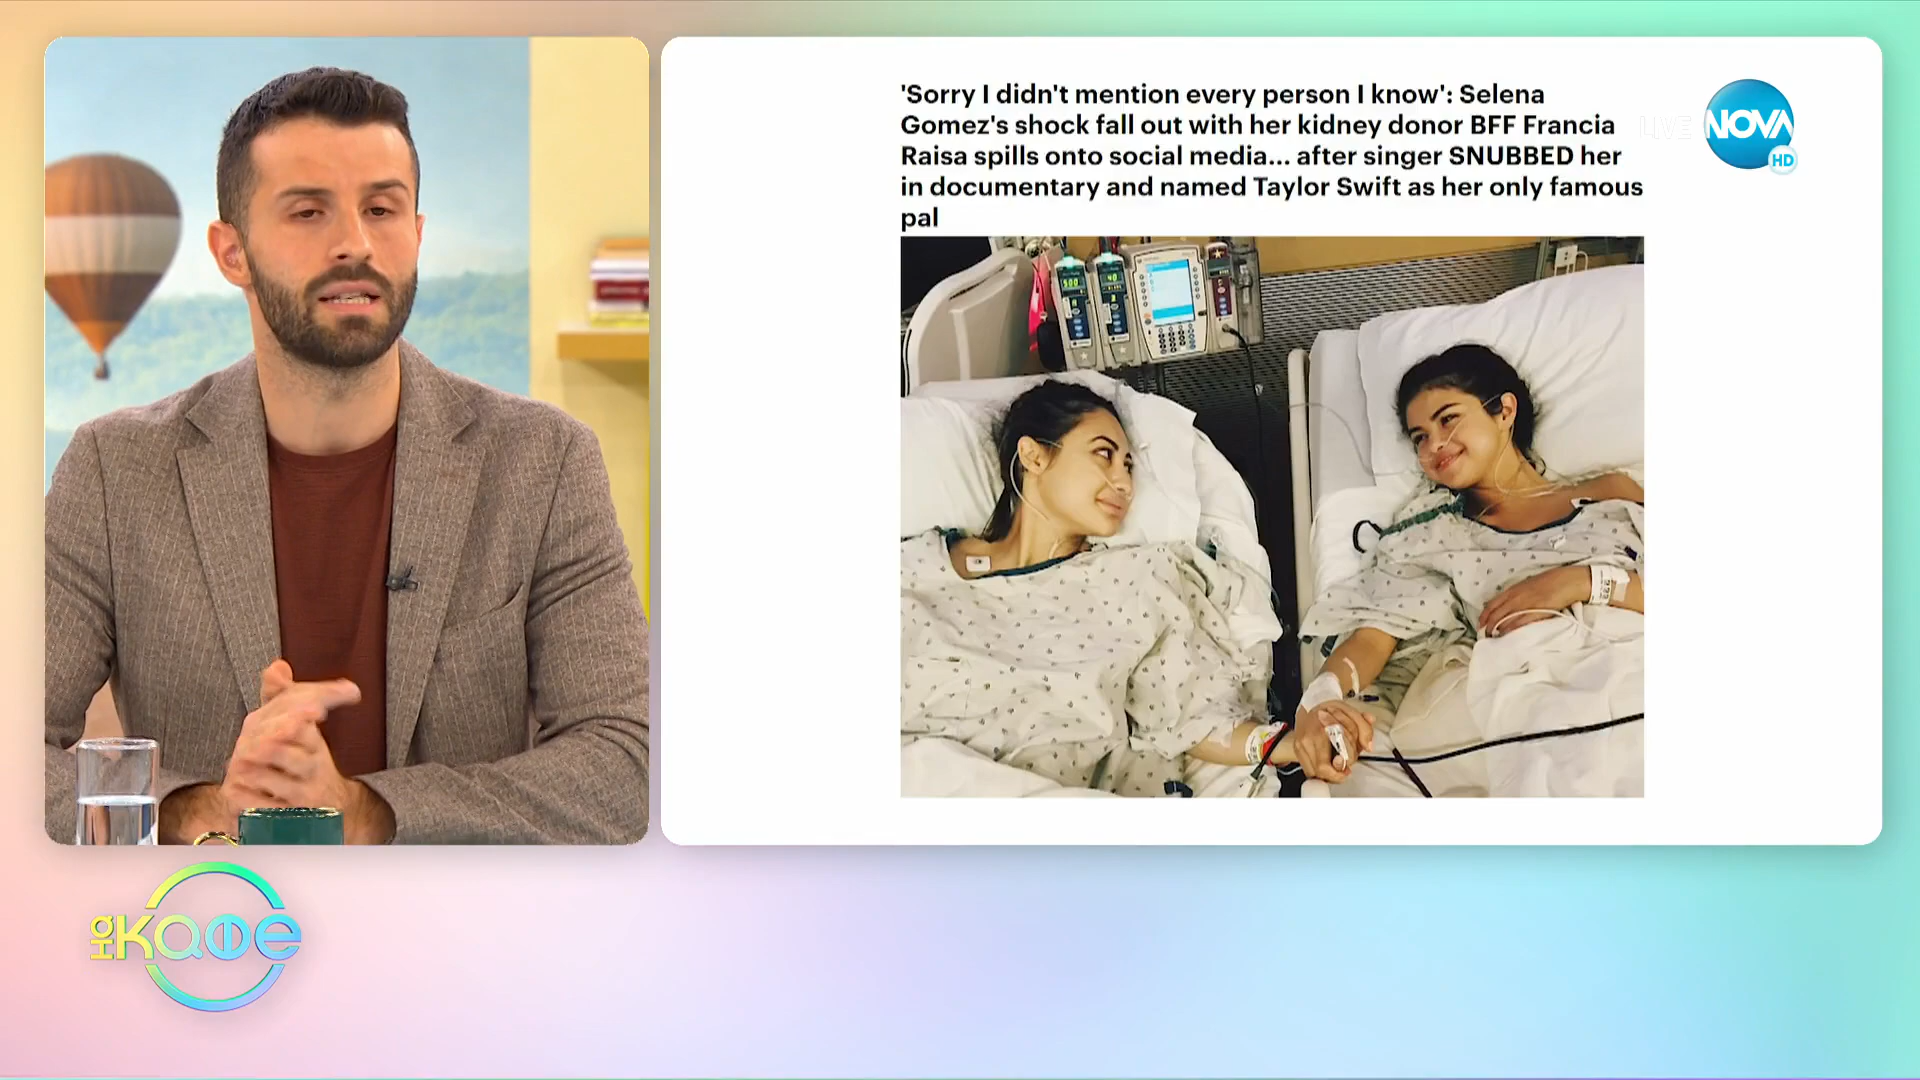 'Sorry I didn't mention every person I know': Selena
Gomez's shock fall out with her kidney donor BFF Francia
Raisa spills onto social media... after singer SNUBBED her
in documentary and named Taylor Swift as her only famous
pal
LIVE
NOVA
HD
на кафе